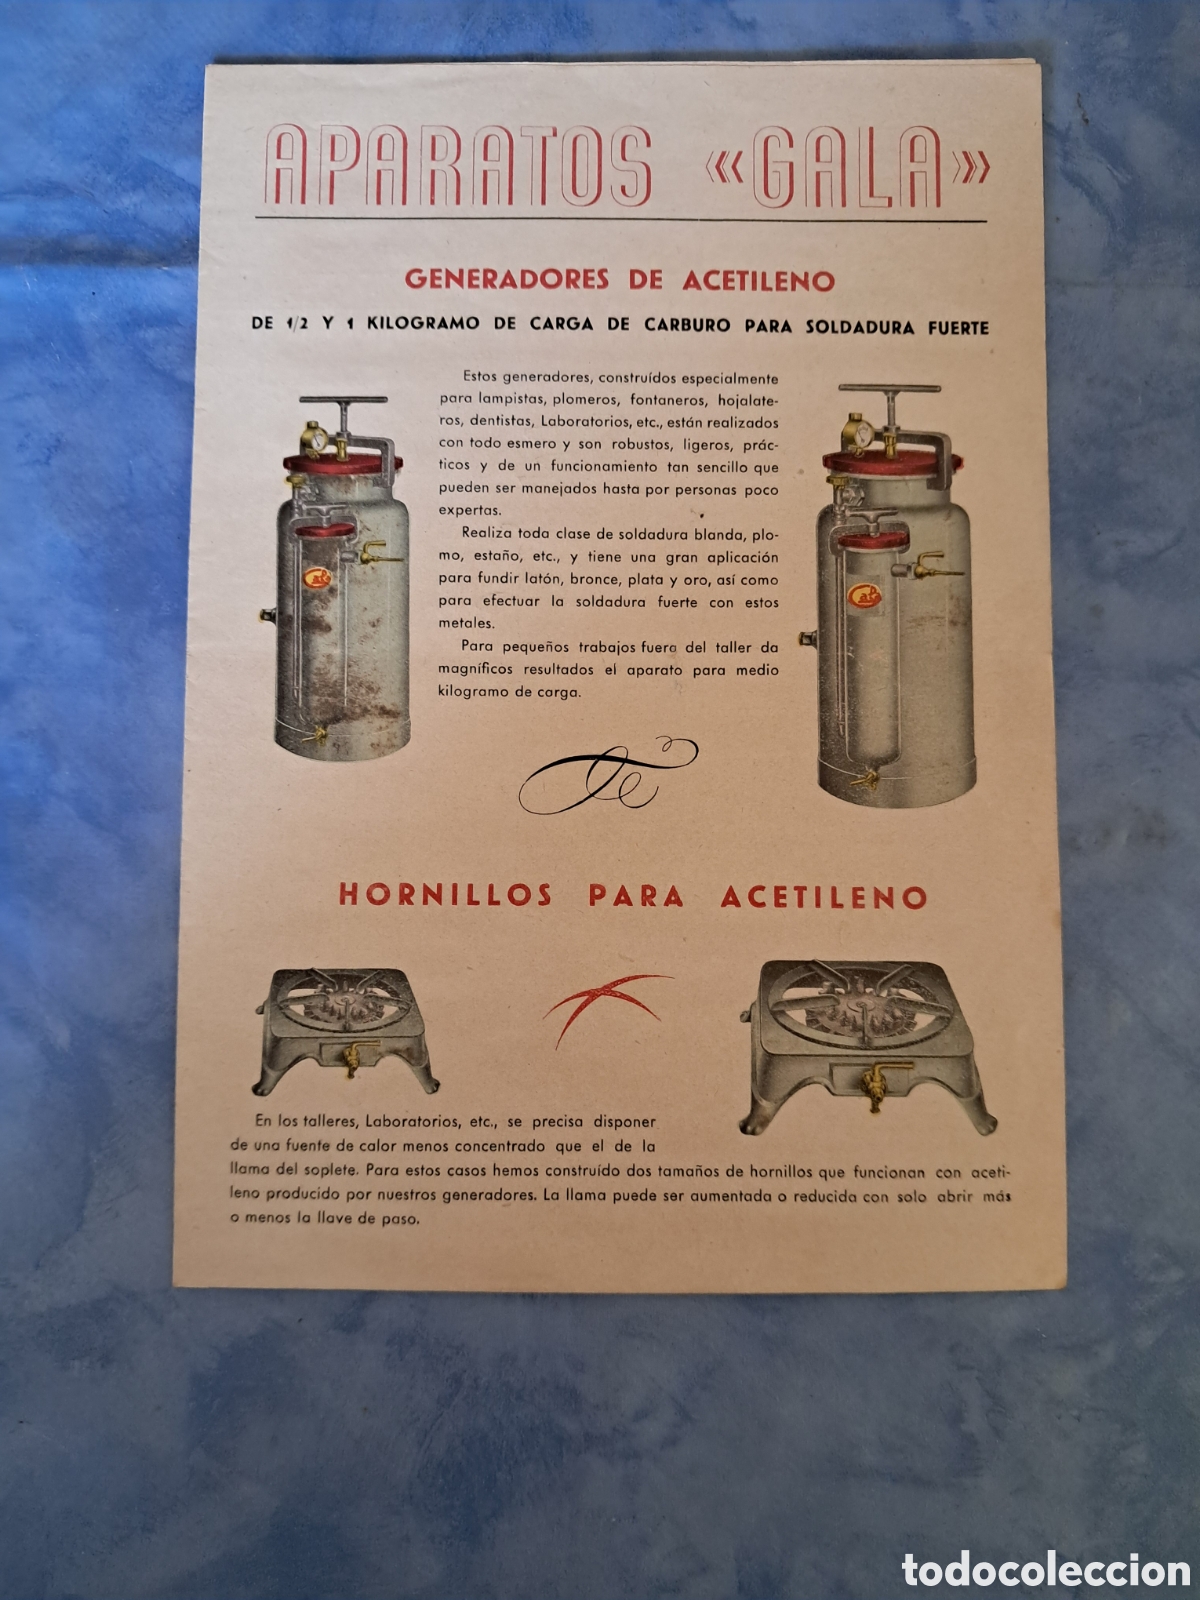 APARATOS «GALA»
GENERADORES DE ACETILENO
DE 1/2 Y 1 KILOGRAMO DE CARGA DE CARBURO PARA SOLDADURA FUERTE
Estos generadores, construídos especialmente
para lampistas, plomeros, fontaneros, hojalate-
ros, dentistas, Laboratorios, etc., están realizados
con todo esmero y son robustos, ligeros, prác-
ticos y de un funcionamiento tan sencillo que
pueden ser manejados hasta por personas poco
expertas.
Realiza toda clase de soldadura blanda, plo-
mo, estaño, etc., y tiene una gran aplicación
para fundir latón, bronce, plata y oro, así como
para efectuar la soldadura fuerte con estos
metales.
Para pequeños trabajos fuera del taller da
magníficos resultados el aparato para medio
kilogramo de carga.
HORNILLOS PARA ACETILENO
En los talleres, Laboratorios, etc., se precisa disponer
de una fuente de calor menos concentrado que el de la
llama del soplete. Para estos casos hemos construído dos tamaños de hornillos que funcionan con aceti-
leno producido por nuestros generadores. La llama puede ser aumentada o reducida con solo abrir más
o menos la llave de paso.
todocoleccion